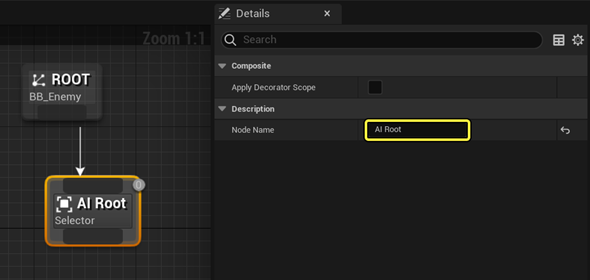 Details
Search
Zoom 1:1
Composite
Apply Decorator Scope
Description
Node Name
AI Root
ROOT
BB_Enemy
AI Root
Selector